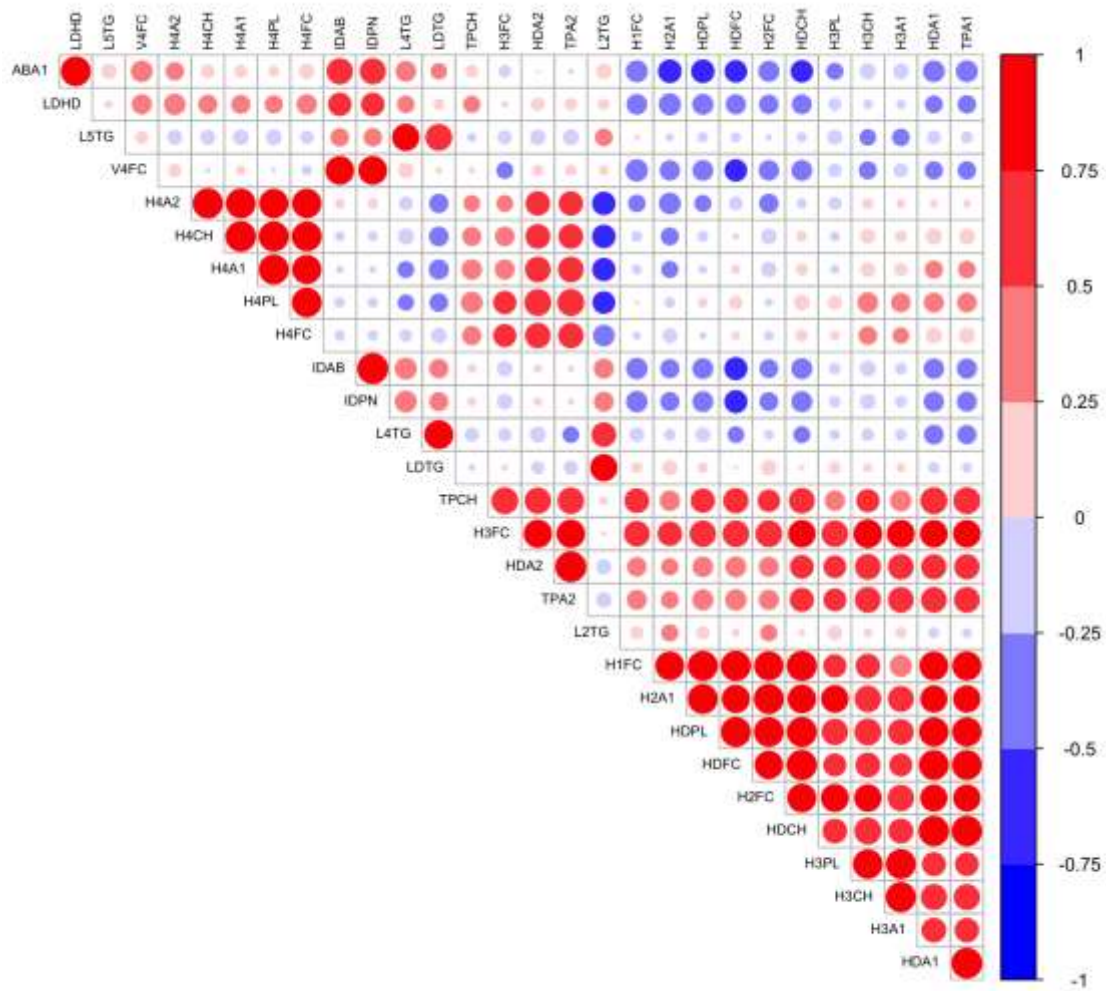 LDHD L5TG V4FC H4A2 H4CH H4A1 H4PL H4FC IDAB IDPN L4TG LDTG TPCH H3FC HDA2 TPA2 L2TG H1FC H2A1 HDPL HDFC H2FC HDCH H3PL H3CH H3A1 HDA1 TPA1
1
ABA1
LDHD
L5TG
V4FC
0.75
H4A2
H4CH
H4A1
0.5
H4PL
H4FC
IDAB
IDPN
0.25
L4TG
LDTG
TPCH
0
H3FC
HDA2
TPA2
L2TG
-0.25
H1FC
H2A1
HDPL
-0.5
HDFC
H2FC
HDCH
H3PL
-0.75
H3CH
H3A1
HDA1
-1